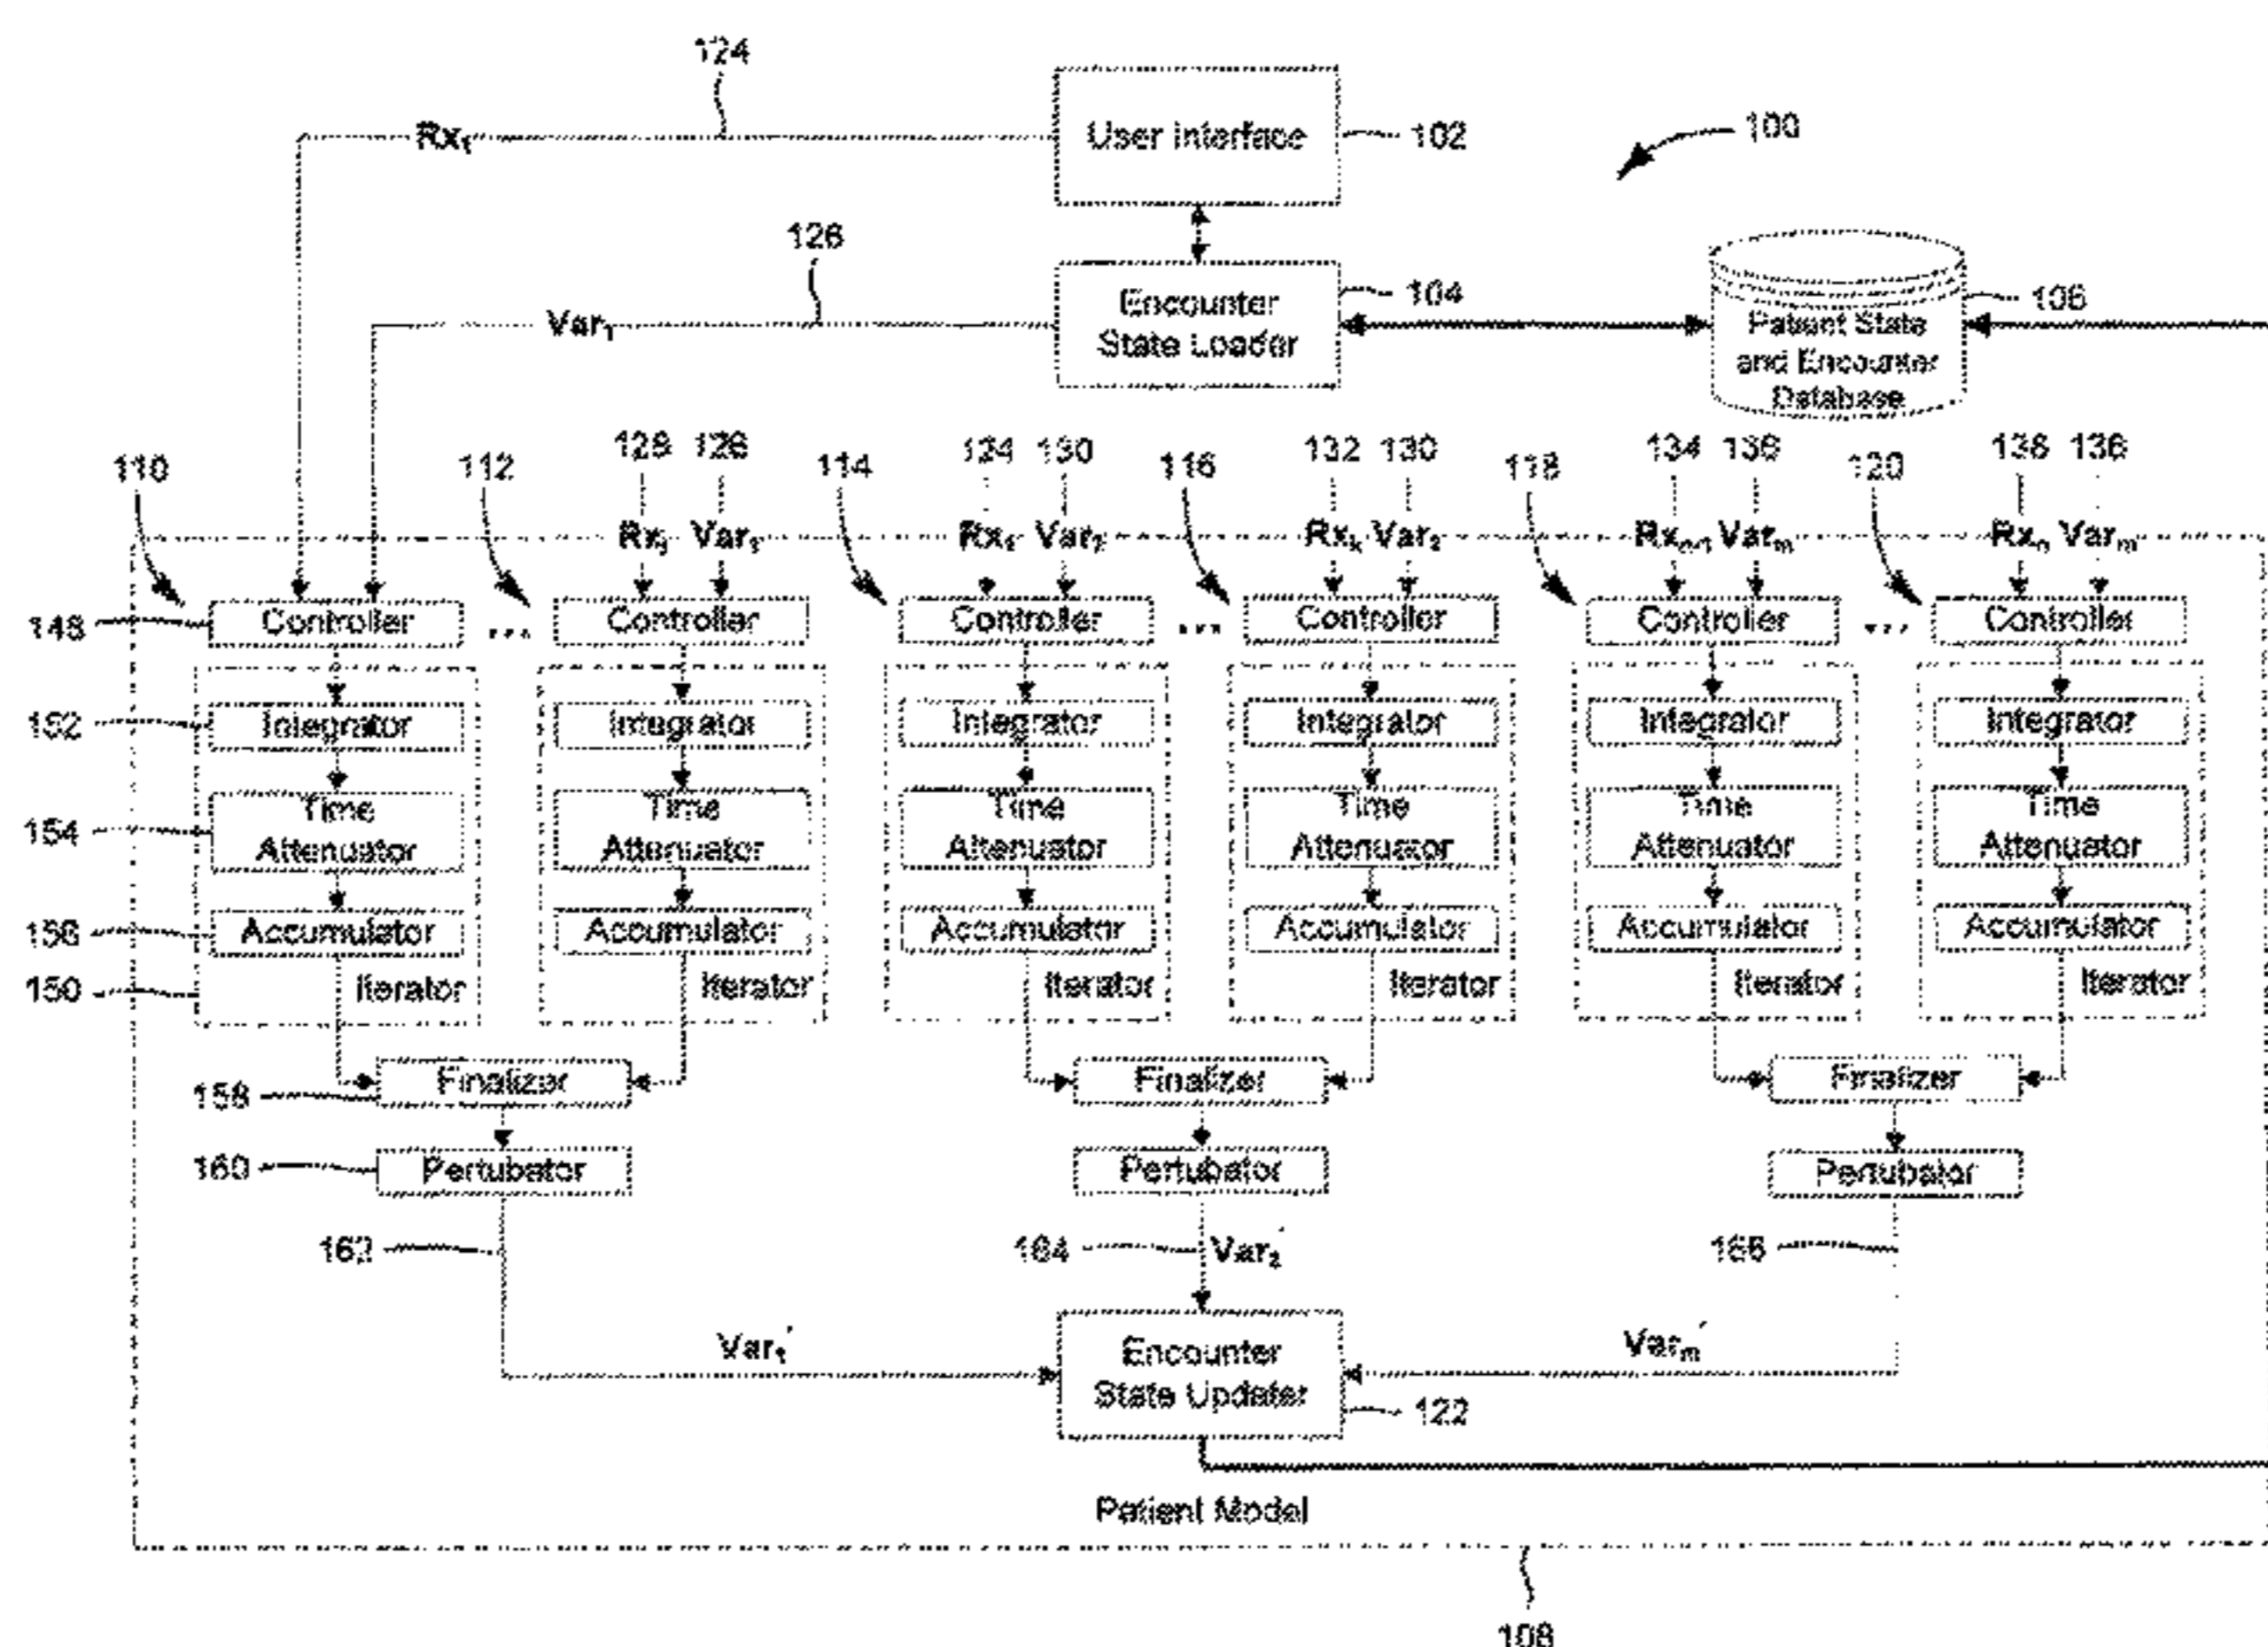 124
Rx₁
User Interface
102
100
126
Var₁
Encounter
State Loader
104
106
Patient State
and Encounter
Database
110
112
128 126
114
124 130
116
132 130
118
134 136
120
138 136
Rxⱼ Var₁
Rx₁ Var₂
Rxₖ Var₂
Rxₙ₋₁ Varₘ
Rxₙ Varₘ
148
Controller
...
Controller
Controller
...
Controller
Controller
...
Controller
152
Integrator
Integrator
Integrator
Integrator
Integrator
Integrator
154
Time
Attenuator
Time
Attenuator
Time
Attenuator
Time
Attenuator
Time
Attenuator
Time
Attenuator
156
Accumulator
Accumulator
Accumulator
Accumulator
Accumulator
Accumulator
150
Iterator
Iterator
Iterator
Iterator
Iterator
Iterator
158
Finalizer
Finalizer
Finalizer
160
Pertubator
Pertubator
Pertubator
162
164
Var₂′
166
Var₁′
Encounter
State Updater
Varₘ′
122
Patient Model
108